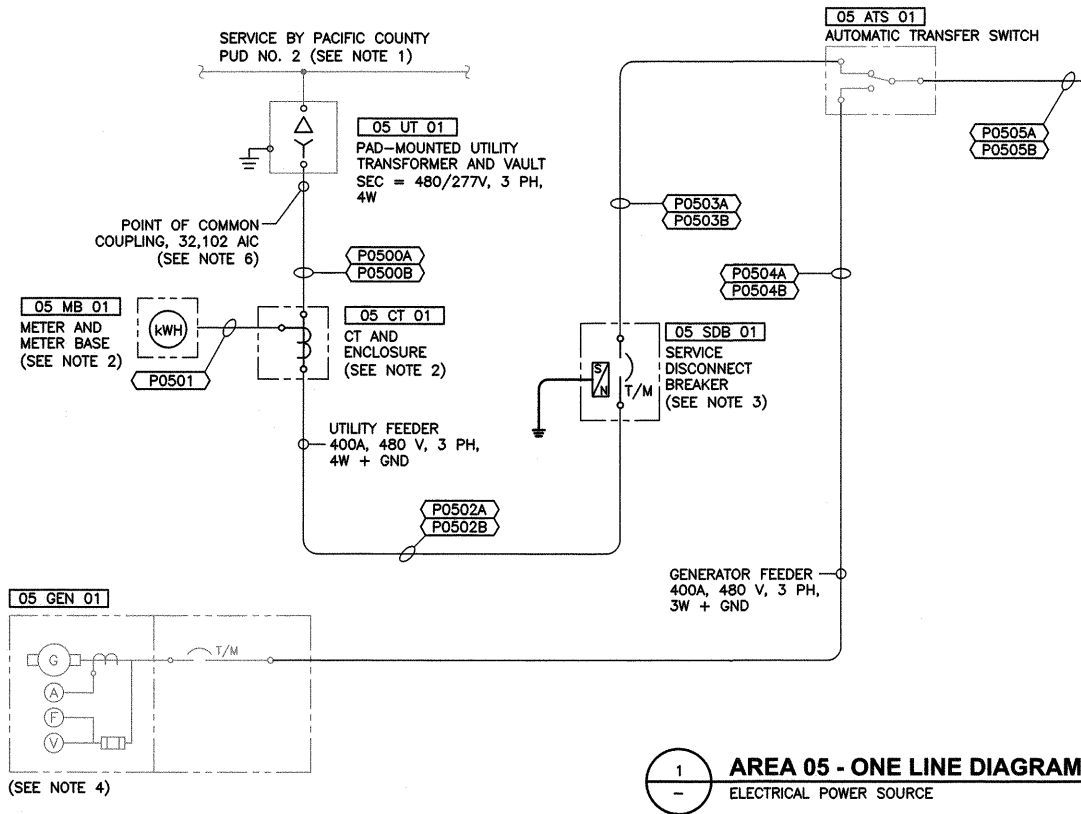 05 ATS 01
AUTOMATIC TRANSFER SWITCH
SERVICE BY PACIFIC COUNTY
PUD NO. 2 (SEE NOTE 1)
05 UT 01
PAD-MOUNTED UTILITY
TRANSFORMER AND VAULT
SEC = 480/277V, 3 PH,
4W
P0505A
P0505B
POINT OF COMMON
COUPLING, 32,102 AIC
(SEE NOTE 6)
P0503A
P0503B
P0500A
P0500B
P0504A
P0504B
05 MB 01
METER AND
METER BASE
(SEE NOTE 2)
kWH
P0501
05 CT 01
CT AND
ENCLOSURE
(SEE NOTE 2)
05 SDB 01
SERVICE
DISCONNECT
BREAKER
(SEE NOTE 3)
S/N
T/M
UTILITY FEEDER
400A, 480 V, 3 PH,
4W + GND
P0502A
P0502B
GENERATOR FEEDER
400A, 480 V, 3 PH,
3W + GND
05 GEN 01
G
T/M
A
F
V
(SEE NOTE 4)
1
-
AREA 05 - ONE LINE DIAGRAM
ELECTRICAL POWER SOURCE